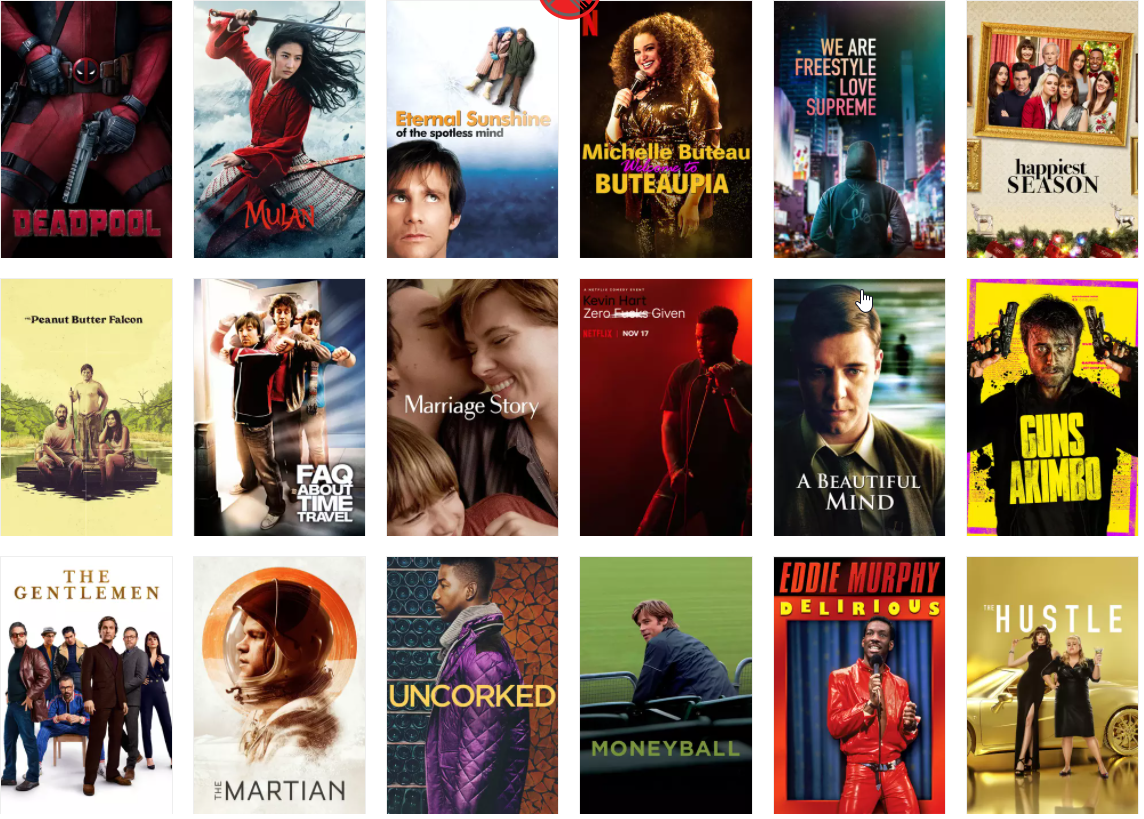 DEADPOOL
MULAN
Eternal Sunshine
of the spotless mind
N
Michelle Buteau
Welcome to
BUTEAUPIA
WE ARE
FREESTYLE
LOVE
SUPREME
happiest
SEASON
THE Peanut Butter Falcon
FAQ
ABOUT
TIME
TRAVEL
Marriage Story
A NETFLIX COMEDY EVENT
Kevin Hart
Zero Fucks Given
NETFLIX | NOV 17
A BEAUTIFUL
MIND
GUNS
AKIMBO
THE
GENTLEMEN
THE MARTIAN
UNCORKED
MONEYBALL
EDDIE MURPHY
DELIRIOUS
THE HUSTLE